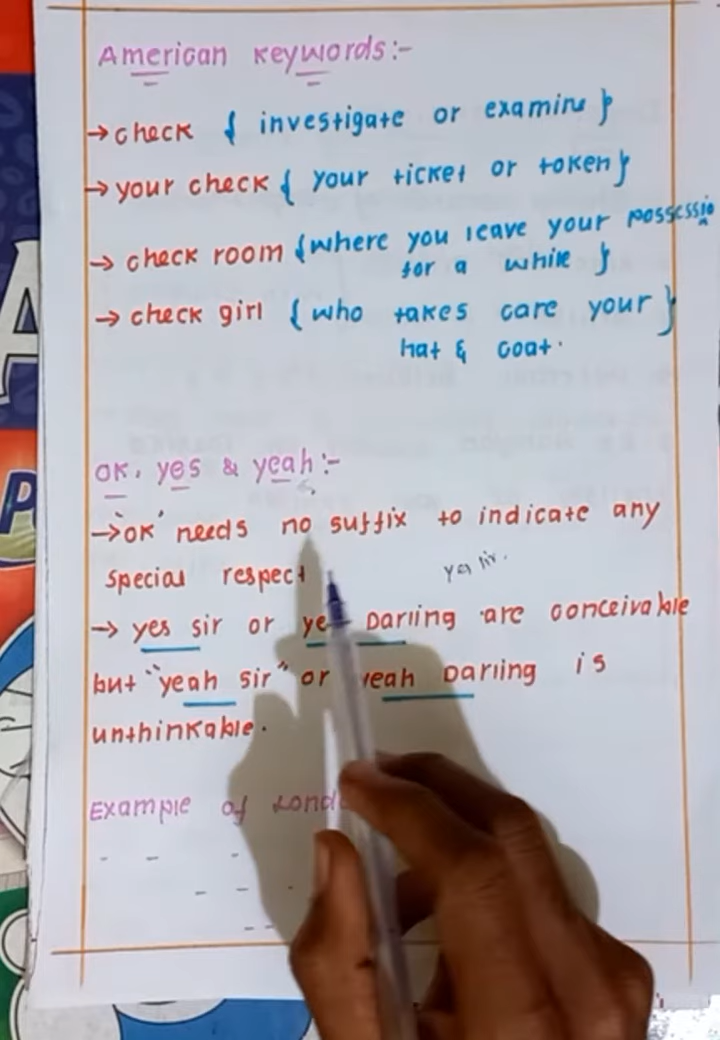 American keywords:-
→ check { investigate or examine }
→ your check { your ticket or token }
→ check room { where you leave your possessio
for a while }
→ check girl { who takes care your }
hat & coat.
OK, yes & yeah:-
→ 'OK' needs no suffix to indicate any
special respect
yes sir.
→ yes sir or Darling are conceivable
but "yeah sir" or yeah Darling is
unthinkable.
Example of